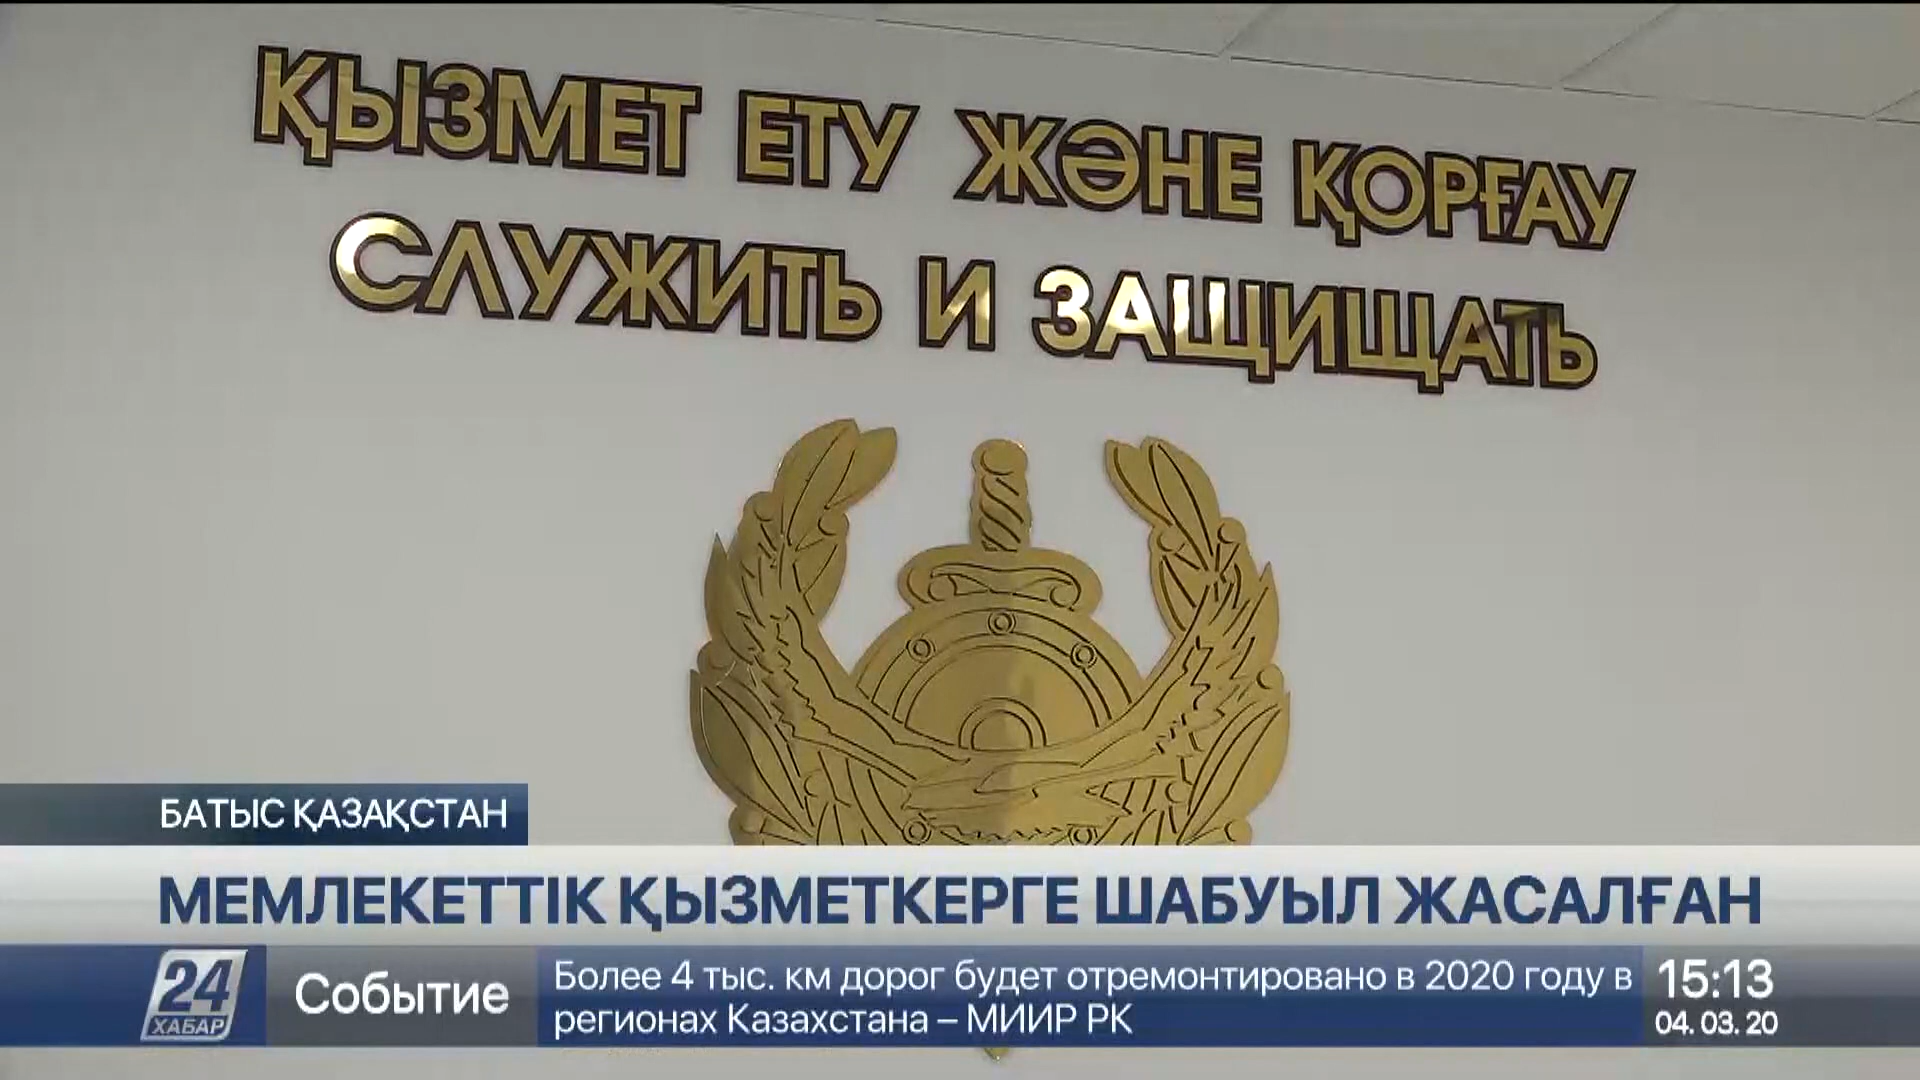 ҚЫЗМЕТ ЕТУ ЖӘНЕ ҚОРҒАУ
СЛУЖИТЬ И ЗАЩИЩАТЬ
БАТЫС ҚАЗАҚСТАН
МЕМЛЕКЕТТІК ҚЫЗМЕТКЕРГЕ ШАБУЫЛ ЖАСАЛҒАН
24
ХАБАР
Событие
Более 4 тыс. км дорог будет отремонтировано в 2020 году в
регионах Казахстана – МИИР РК
15:13
04. 03. 20